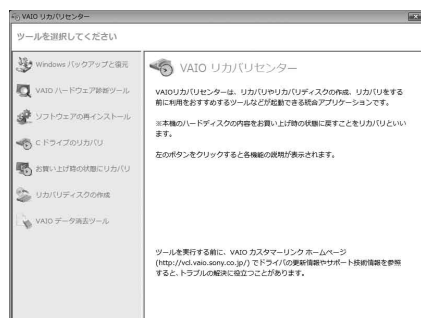 VAIO リカバリセンター
ツールを選択してください
Windows バックアップと復元
VAIO ハードウェア診断ツール
ソフトウェアの再インストール
C ドライブのリカバリ
お買い上げ時の状態にリカバリ
リカバリディスクの作成
VAIO データ消去ツール
VAIO リカバリセンター
VAIOリカバリセンターは、リカバリやリカバリディスクの作成、リカバリをする
前に利用をおすすめするツールなどが起動できる統合アプリケーションです。
※本機のハードディスクの内容をお買い上げ時の状態に戻すことをリカバリといい
ます。
左のボタンをクリックすると各機能の説明が表示されます。
ツールを実行する前に、VAIO カスタマーリンク ホームページ
(http://vcl.vaio.sony.co.jp/) でドライバの更新情報やサポート技術情報を参照
すると、トラブルの解決に役立つことがあります。